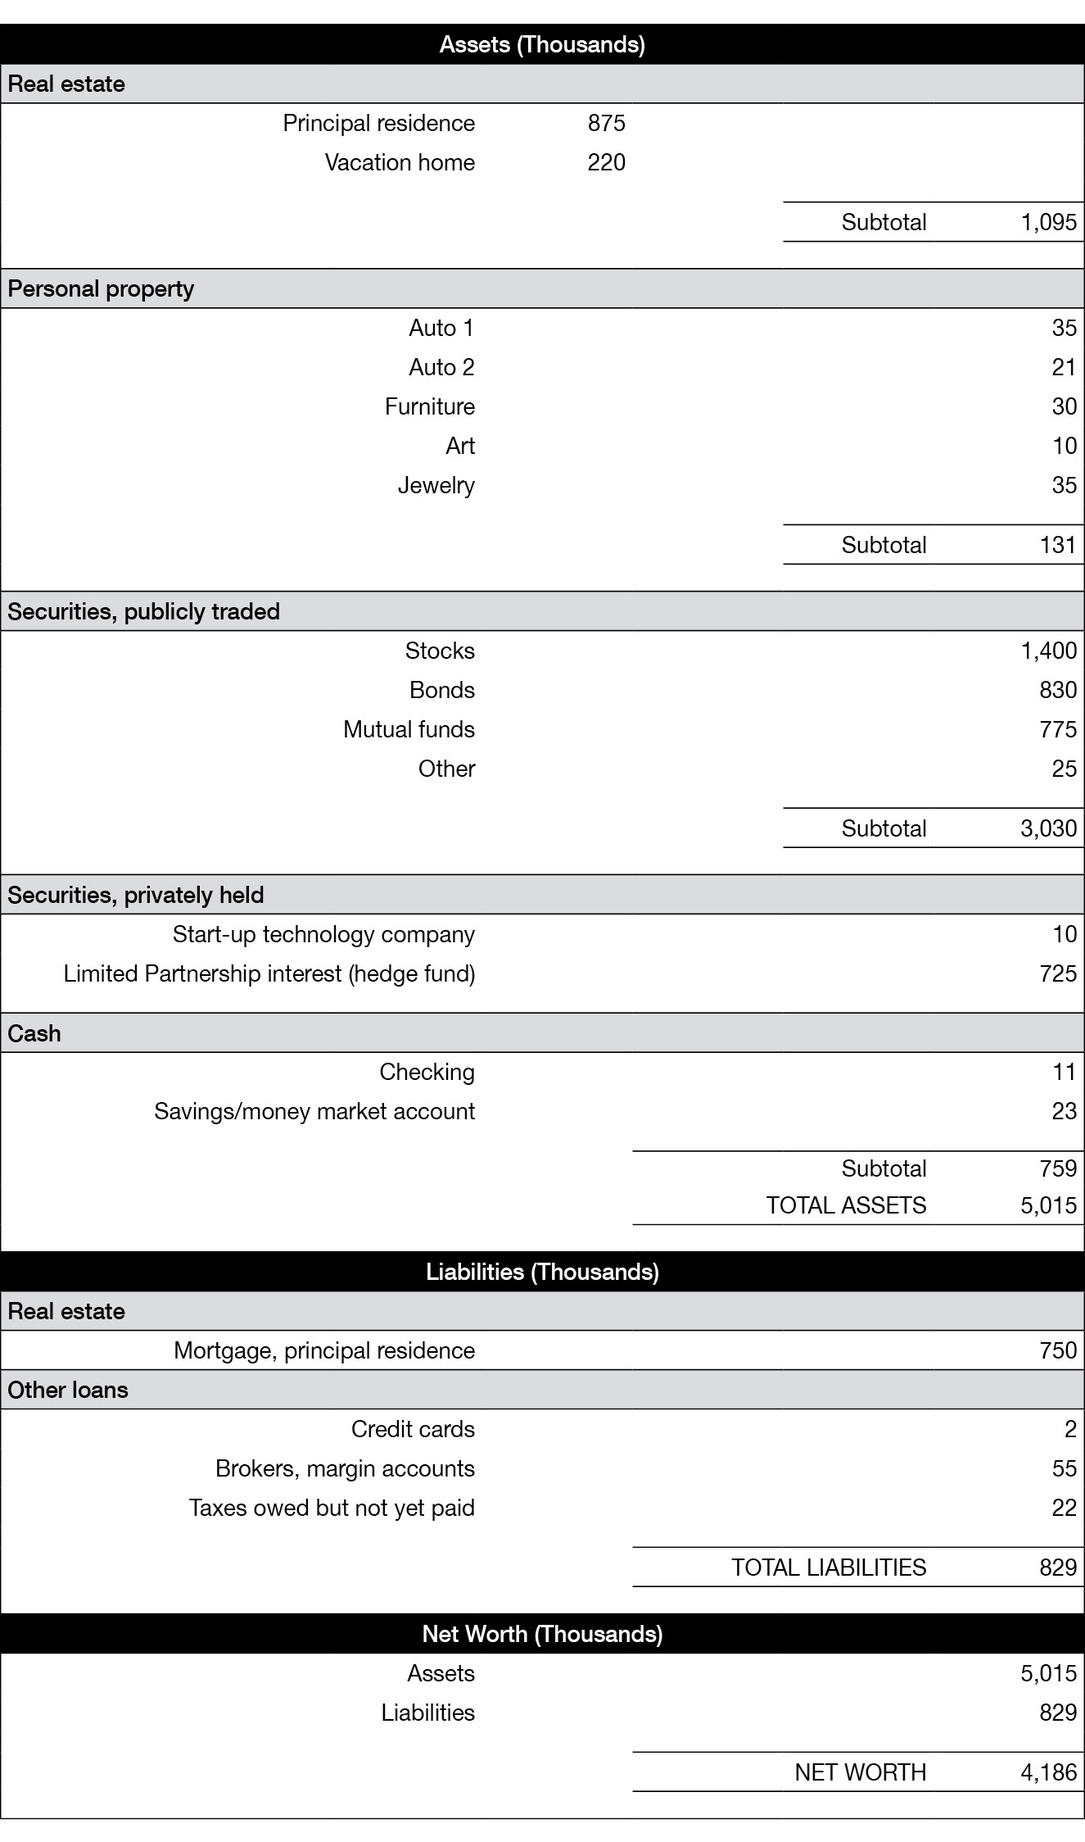 Assets (Thousands)
Real estate
Principal residence 875
Vacation home 220
Subtotal 1,095
Personal property
Auto 1 35
Auto 2 21
Furniture 30
Art 10
Jewelry 35
Subtotal 131
Securities, publicly traded
Stocks 1,400
Bonds 830
Mutual funds 775
Other 25
Subtotal 3,030
Securities, privately held
Start-up technology company 10
Limited Partnership interest (hedge fund) 725
Cash
Checking 11
Savings/money market account 23
Subtotal 759
TOTAL ASSETS 5,015
Liabilities (Thousands)
Real estate
Mortgage, principal residence 750
Other loans
Credit cards 2
Brokers, margin accounts 55
Taxes owed but not yet paid 22
TOTAL LIABILITIES 829
Net Worth (Thousands)
Assets 5,015
Liabilities 829
NET WORTH 4,186